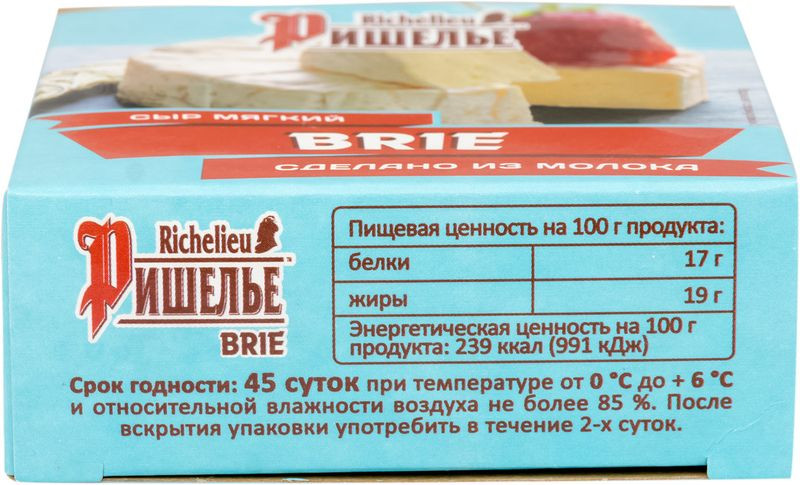 Richelieu
РИШЕЛЬЕ
СЫР МЯГКИЙ
BRIE
СДЕЛАНО ИЗ МОЛОКА
Richelieu
РИШЕЛЬЕ
BRIE
Пищевая ценность на 100 г продукта:
белки 17 г
жиры 19 г
Энергетическая ценность на 100 г
продукта: 239 ккал (991 кДж)
Срок годности: 45 суток при температуре от 0 °С до + 6 °С
и относительной влажности воздуха не более 85 %. После
вскрытия упаковки употребить в течение 2-х суток.